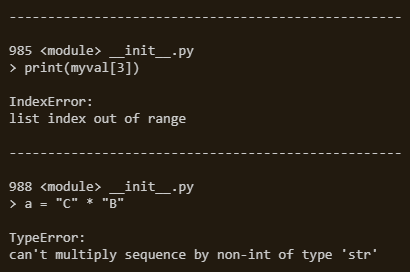 --------------------------------------------------
985 <module> __init__.py
> print(myval[3])
IndexError:
list index out of range
--------------------------------------------------
988 <module> __init__.py
> a = "C" * "B"
TypeError:
can't multiply sequence by non-int of type 'str'